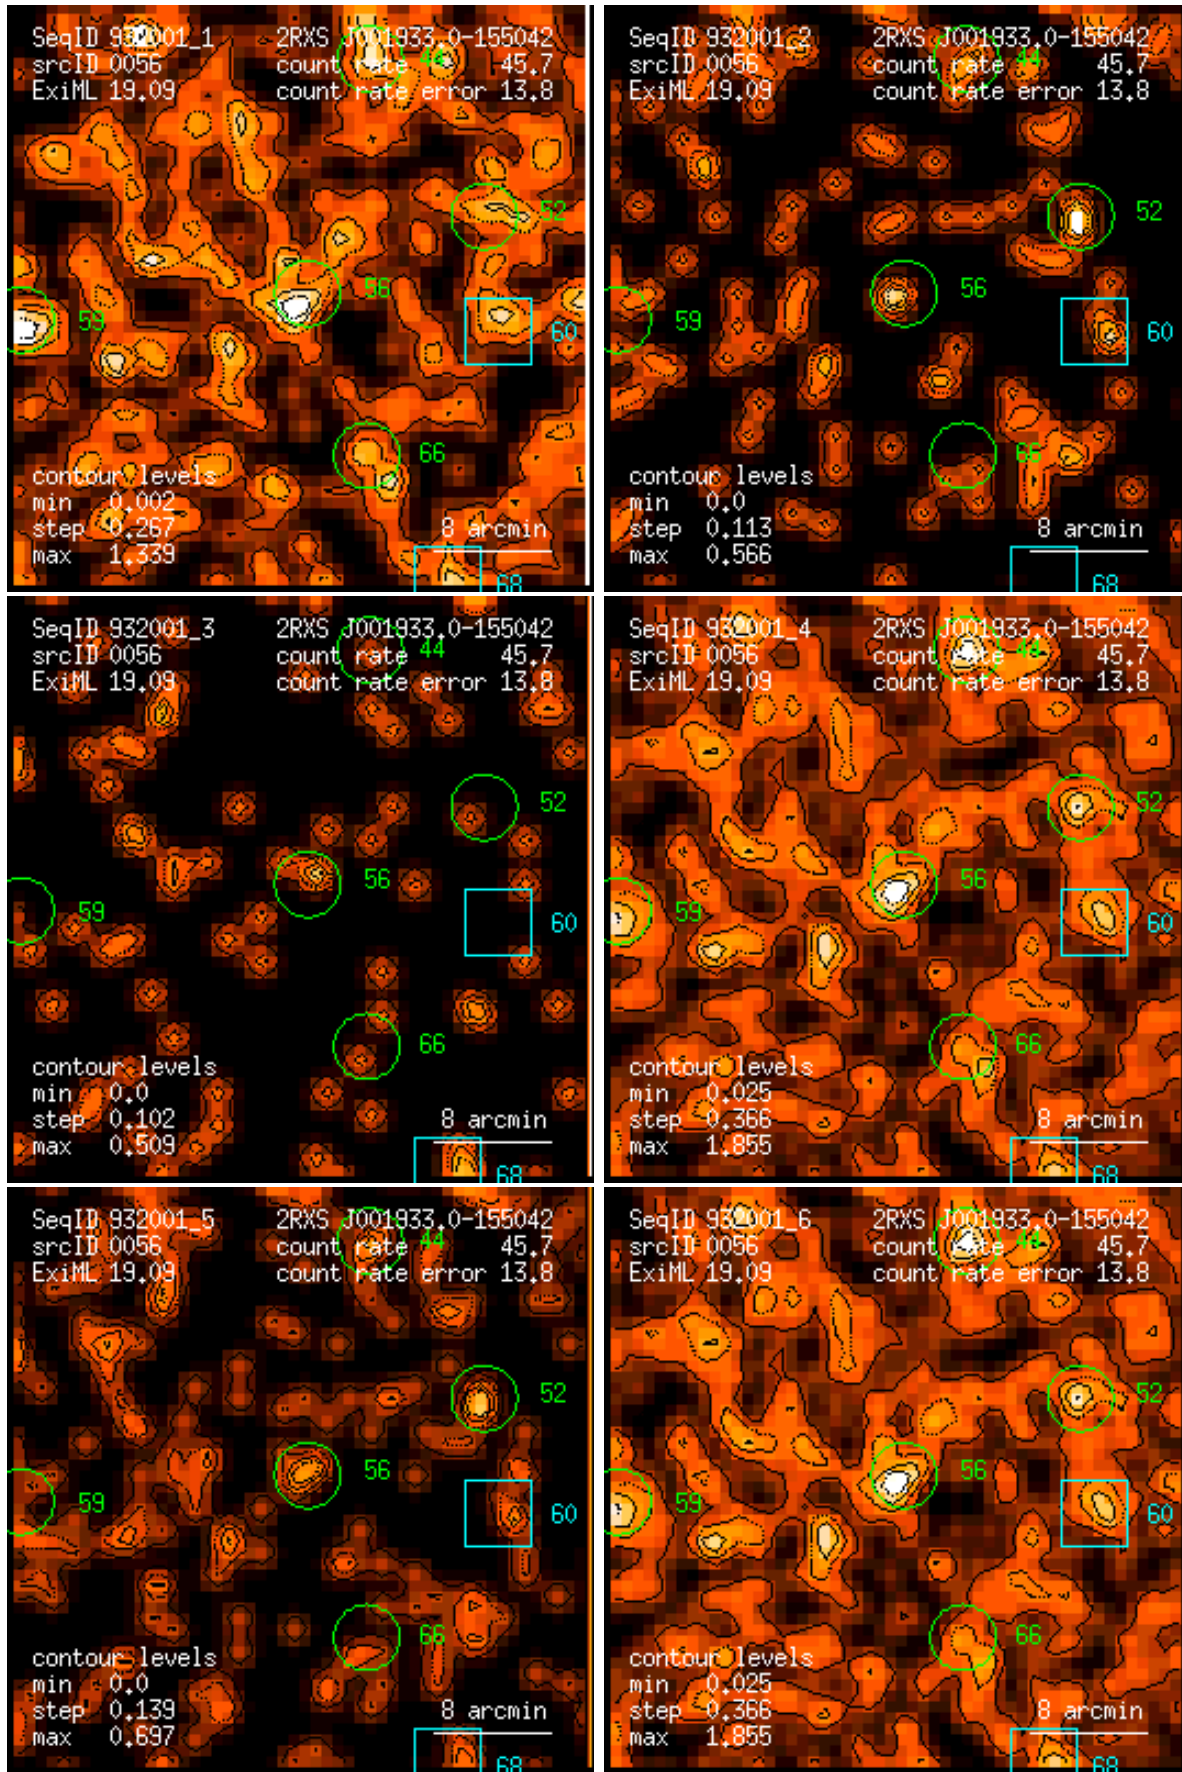 SeqID 932001_1 2RXS J001933.0-155042
srcID 0056 count rate 44 45.7
ExiML 19.09 count rate error 13.8
52
56
59
60
66
contour levels
min 0.002
step 0.267 8 arcmin
max 1.339
68
SeqID 932001_2 2RXS J001933.0-155042
srcID 0056 count rate 44 45.7
ExiML 19.09 count rate error 13.8
52
56
59
60
66
contour levels
min 0.0
step 0.113 8 arcmin
max 0.566
68
SeqID 932001_3 2RXS J001933.0-155042
srcID 0056 count rate 44 45.7
ExiML 19.09 count rate error 13.8
52
56
59
60
66
contour levels
min 0.0
step 0.102 8 arcmin
max 0.509
68
SeqID 932001_4 2RXS J001933.0-155042
srcID 0056 count rate 44 45.7
ExiML 19.09 count rate error 13.8
52
56
59
60
66
contour levels
min 0.025
step 0.366 8 arcmin
max 1.855
68
SeqID 932001_5 2RXS J001933.0-155042
srcID 0056 count rate 44 45.7
ExiML 19.09 count rate error 13.8
52
56
59
60
66
contour levels
min 0.0
step 0.139 8 arcmin
max 0.697
68
SeqID 932001_6 2RXS J001933.0-155042
srcID 0056 count rate 44 45.7
ExiML 19.09 count rate error 13.8
52
56
59
60
66
contour levels
min 0.025
step 0.366 8 arcmin
max 1.855
68